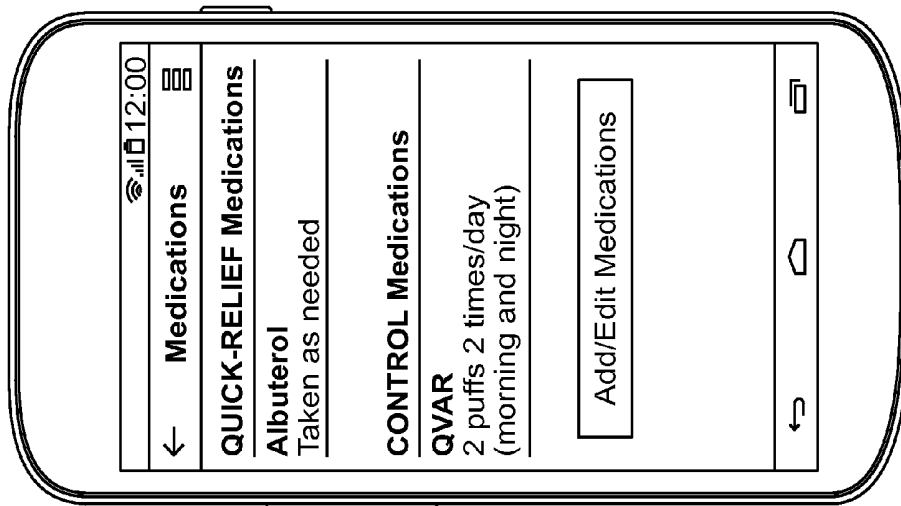 12:00
Medications
QUICK-RELIEF Medications
Albuterol
Taken as needed
CONTROL Medications
QVAR
2 puffs 2 times/day
(morning and night)
Add/Edit Medications